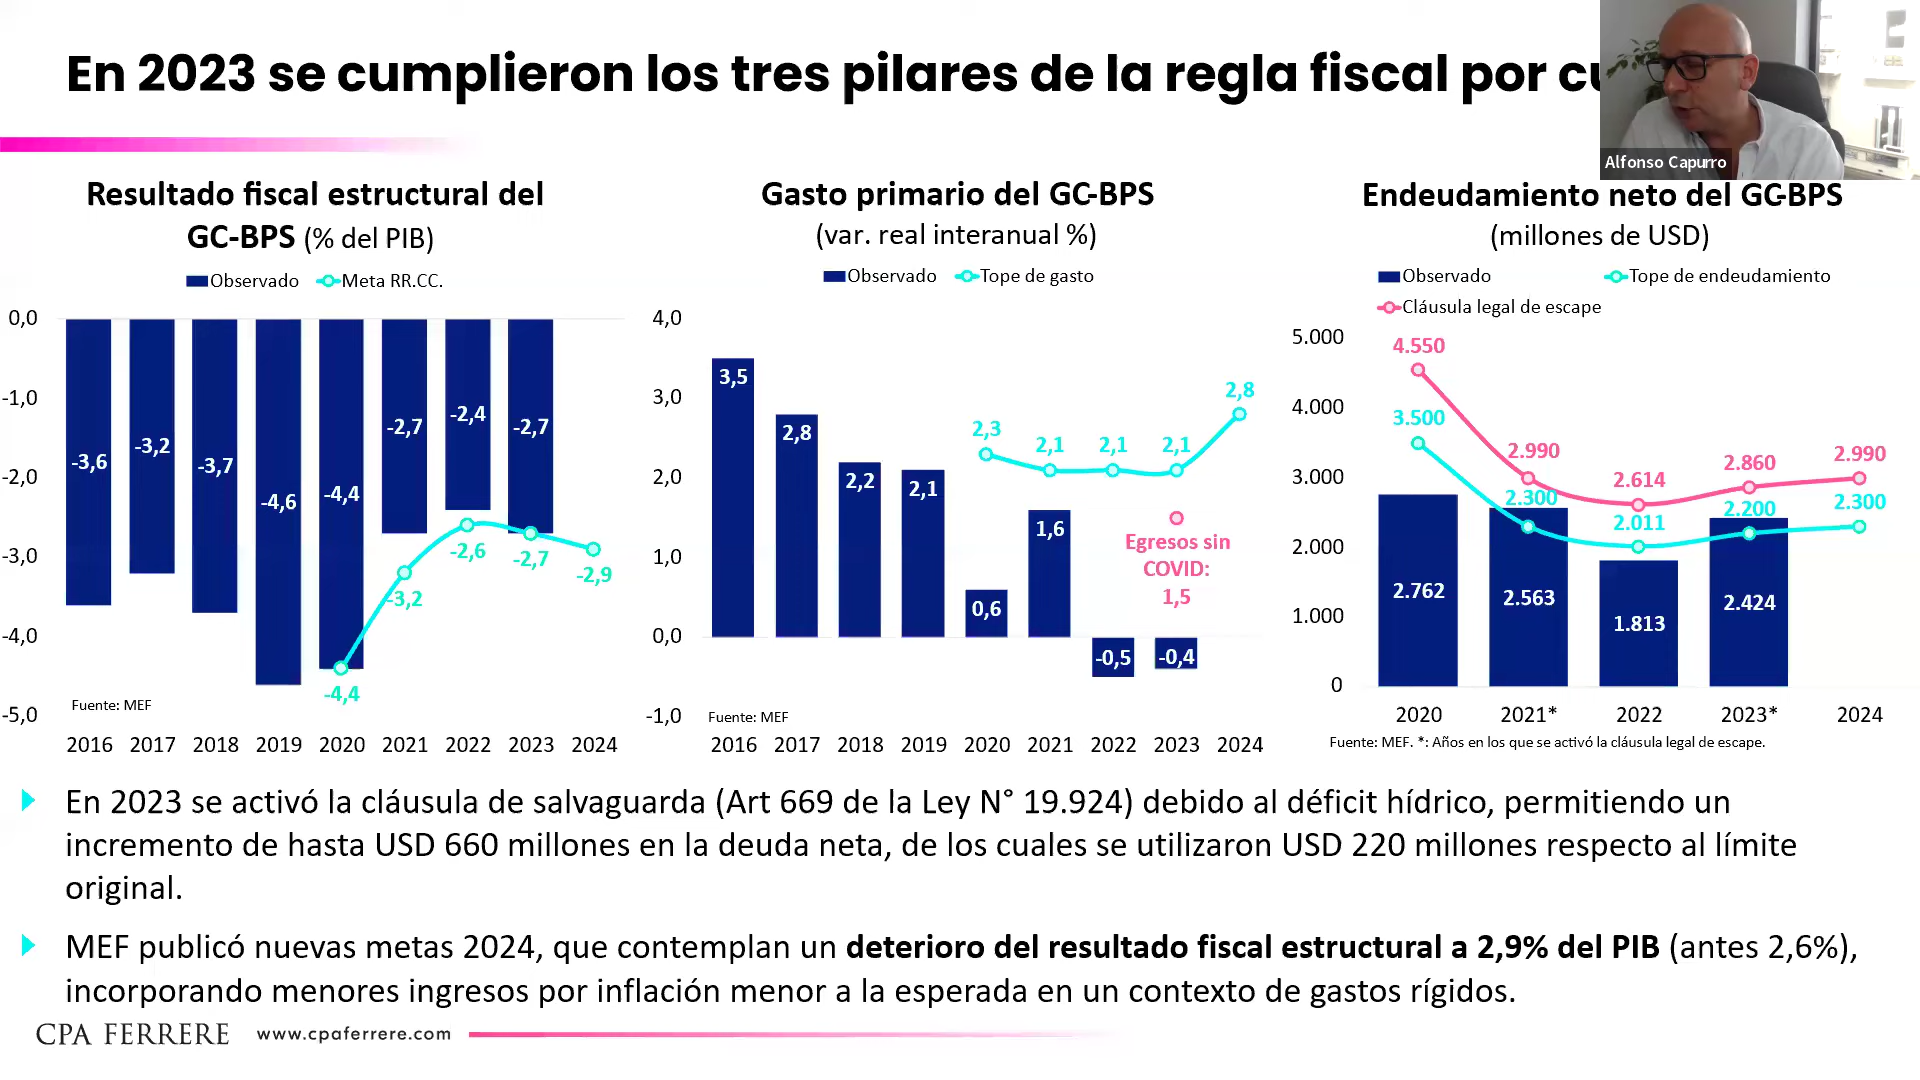 En 2023 se cumplieron los tres pilares de la regla fiscal por
Alfonso Capurro
Resultado fiscal estructural del
GC-BPS (% del PIB)
Observado Meta RR.CC.
0,0
-1,0
-2,0
-3,0
-4,0
-5,0
-3,6 -3,2 -3,7 -4,6 -4,4 -2,7 -2,4 -2,7
-4,4 -3,2 -2,6 -2,7 -2,9
Fuente: MEF
2016 2017 2018 2019 2020 2021 2022 2023 2024
Gasto primario del GC-BPS
(var. real interanual %)
Observado Tope de gasto
4,0
3,0
2,0
1,0
0,0
-1,0
3,5 2,8 2,2 2,1 0,6 1,6 -0,5 -0,4
2,3 2,1 2,1 2,1 2,8
Egresos sin
COVID:
1,5
Fuente: MEF
2016 2017 2018 2019 2020 2021 2022 2023 2024
Endeudamiento neto del GC-BPS
(millones de USD)
Observado Tope de endeudamiento
Cláusula legal de escape
5.000
4.000
3.000
2.000
1.000
0
4.550 2.990 2.614 2.860 2.990
3.500 2.300 2.011 2.200 2.300
2.762 2.563 1.813 2.424
2020 2021* 2022 2023* 2024
Fuente: MEF. *: Años en los que se activó la cláusula legal de escape.
En 2023 se activó la cláusula de salvaguarda (Art 669 de la Ley N° 19.924) debido al déficit hídrico, permitiendo un
incremento de hasta USD 660 millones en la deuda neta, de los cuales se utilizaron USD 220 millones respecto al límite
original.
MEF publicó nuevas metas 2024, que contemplan un deterioro del resultado fiscal estructural a 2,9% del PIB (antes 2,6%),
incorporando menores ingresos por inflación menor a la esperada en un contexto de gastos rígidos.
CPA FERRERE www.cpaferrere.com